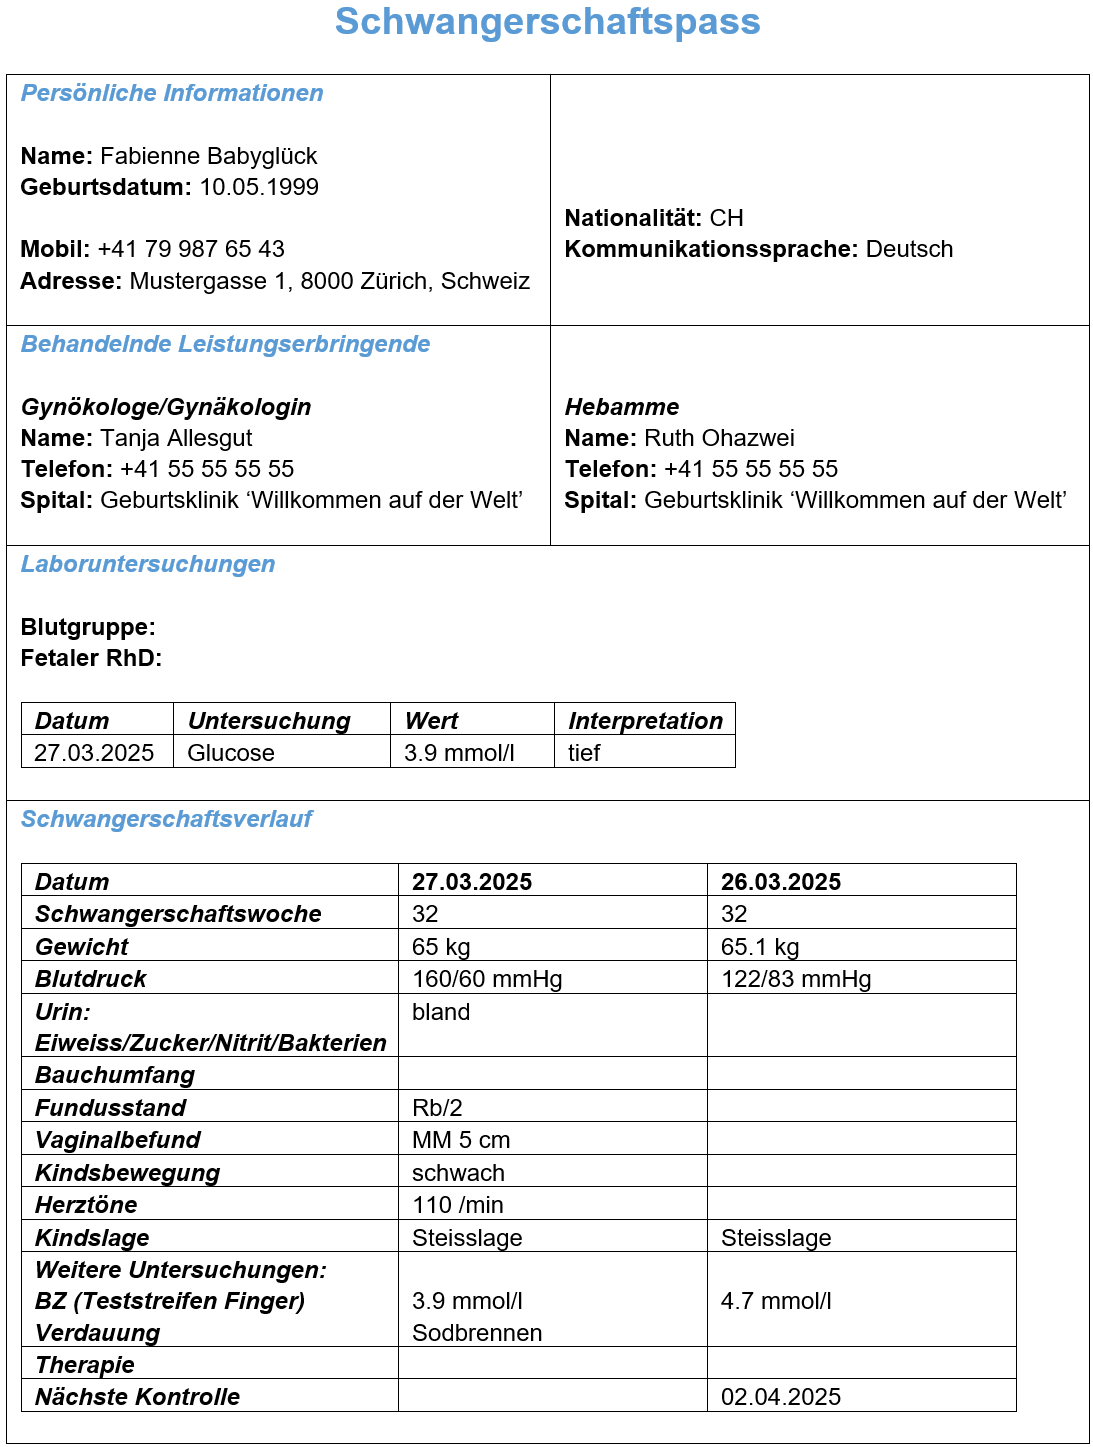 Schwangerschaftspass
Persönliche Informationen
Name: Fabienne Babyglück
Geburtsdatum: 10.05.1999
Mobil: +41 79 987 65 43
Adresse: Mustergasse 1, 8000 Zürich, Schweiz
Nationalität: CH
Kommunikationssprache: Deutsch
Behandelnde Leistungserbringende
Gynökologe/Gynäkologin
Name: Tanja Allesgut
Telefon: +41 55 55 55 55
Spital: Geburtsklinik ‘Willkommen auf der Welt’
Hebamme
Name: Ruth Ohazwei
Telefon: +41 55 55 55 55
Spital: Geburtsklinik ‘Willkommen auf der Welt’
Laboruntersuchungen
Blutgruppe:
Fetaler RhD:
Datum Untersuchung Wert Interpretation
27.03.2025 Glucose 3.9 mmol/l tief
Schwangerschaftsverlauf
Datum 27.03.2025 26.03.2025
Schwangerschaftswoche 32 32
Gewicht 65 kg 65.1 kg
Blutdruck 160/60 mmHg 122/83 mmHg
Urin: bland
Eiweiss/Zucker/Nitrit/Bakterien
Bauchumfang
Fundusstand Rb/2
Vaginalbefund MM 5 cm
Kindsbewegung schwach
Herztöne 110 /min
Kindslage Steisslage Steisslage
Weitere Untersuchungen:
BZ (Teststreifen Finger) 3.9 mmol/l 4.7 mmol/l
Verdauung Sodbrennen
Therapie
Nächste Kontrolle 02.04.2025